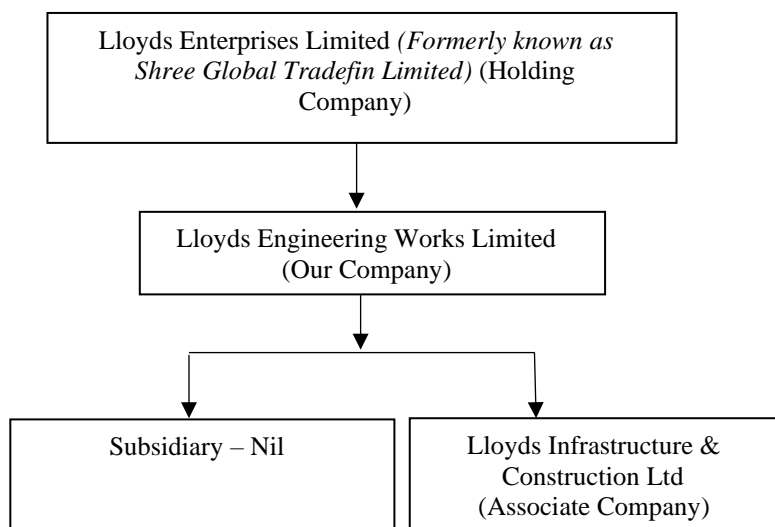 Lloyds Enterprises Limited (Formerly known as
Shree Global Tradefin Limited) (Holding
Company)
Lloyds Engineering Works Limited
(Our Company)
Subsidiary – Nil
Lloyds Infrastructure &
Construction Ltd
(Associate Company)